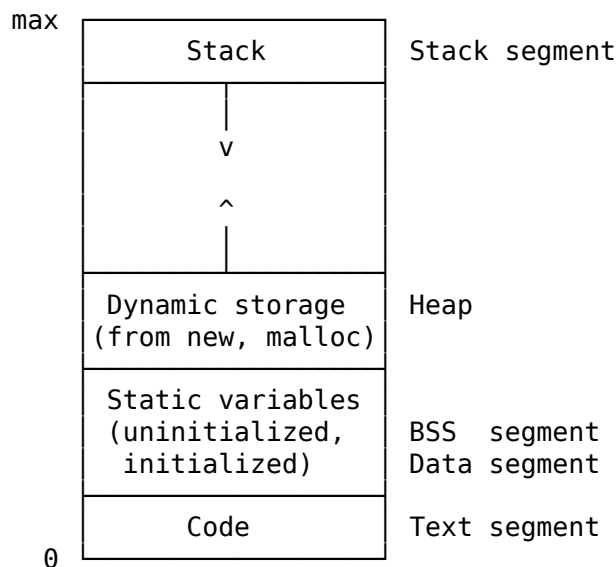 max
Stack Stack segment
v
^
Dynamic storage Heap
(from new, malloc)
Static variables
(uninitialized, BSS segment
initialized) Data segment
Code Text segment
0